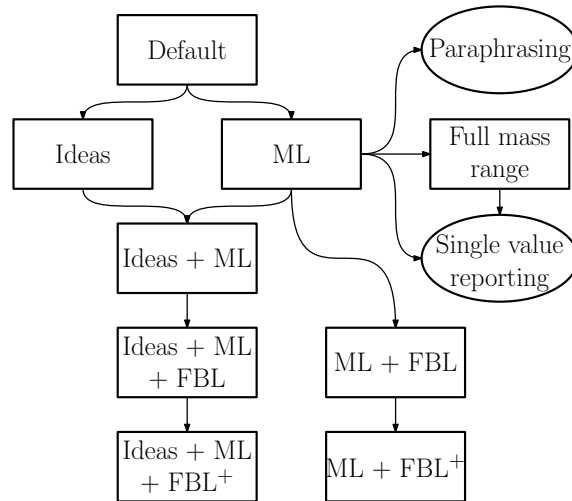 Default
Paraphrasing
Ideas
ML
Full mass
range
Ideas + ML
Single value
reporting
Ideas + ML
+ FBL
ML + FBL
Ideas + ML
+ FBL⁺
ML + FBL⁺